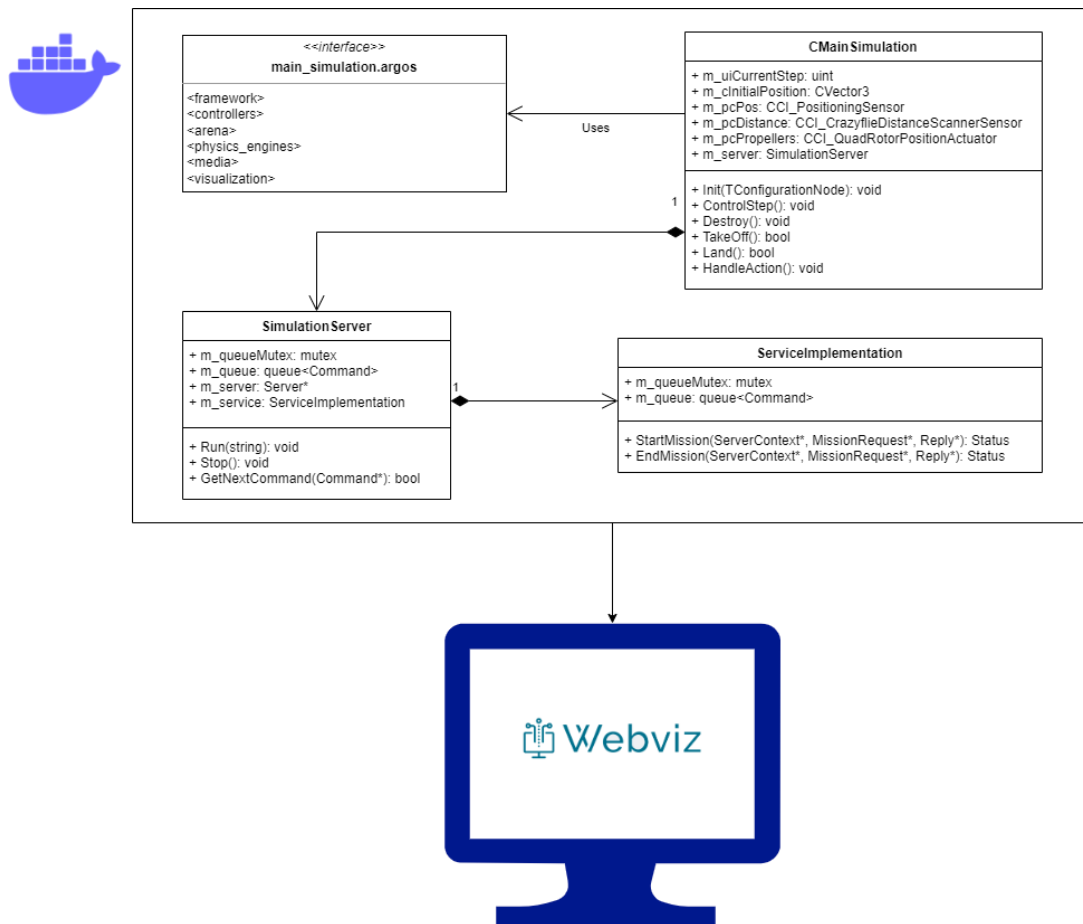 <<interface>>
main_simulation.argos
<framework>
<controllers>
<arena>
<physics_engines>
<media>
<visualization>
Uses
CMainSimulation
+ m_uiCurrentStep: uint
+ m_cInitialPosition: CVector3
+ m_pcPos: CCI_PositioningSensor
+ m_pcDistance: CCI_CrazyflieDistanceScannerSensor
+ m_pcPropellers: CCI_QuadRotorPositionActuator
+ m_server: SimulationServer
+ Init(TConfigurationNode): void
+ ControlStep(): void
+ Destroy(): void
+ TakeOff(): bool
+ Land(): bool
+ HandleAction(): void
1
SimulationServer
+ m_queueMutex: mutex
+ m_queue: queue<Command>
+ m_server: Server*
+ m_service: ServiceImplementation
+ Run(string): void
+ Stop(): void
+ GetNextCommand(Command*): bool
1
ServiceImplementation
+ m_queueMutex: mutex
+ m_queue: queue<Command>
+ StartMission(ServerContext*, MissionRequest*, Reply*): Status
+ EndMission(ServerContext*, MissionRequest*, Reply*): Status
Webviz